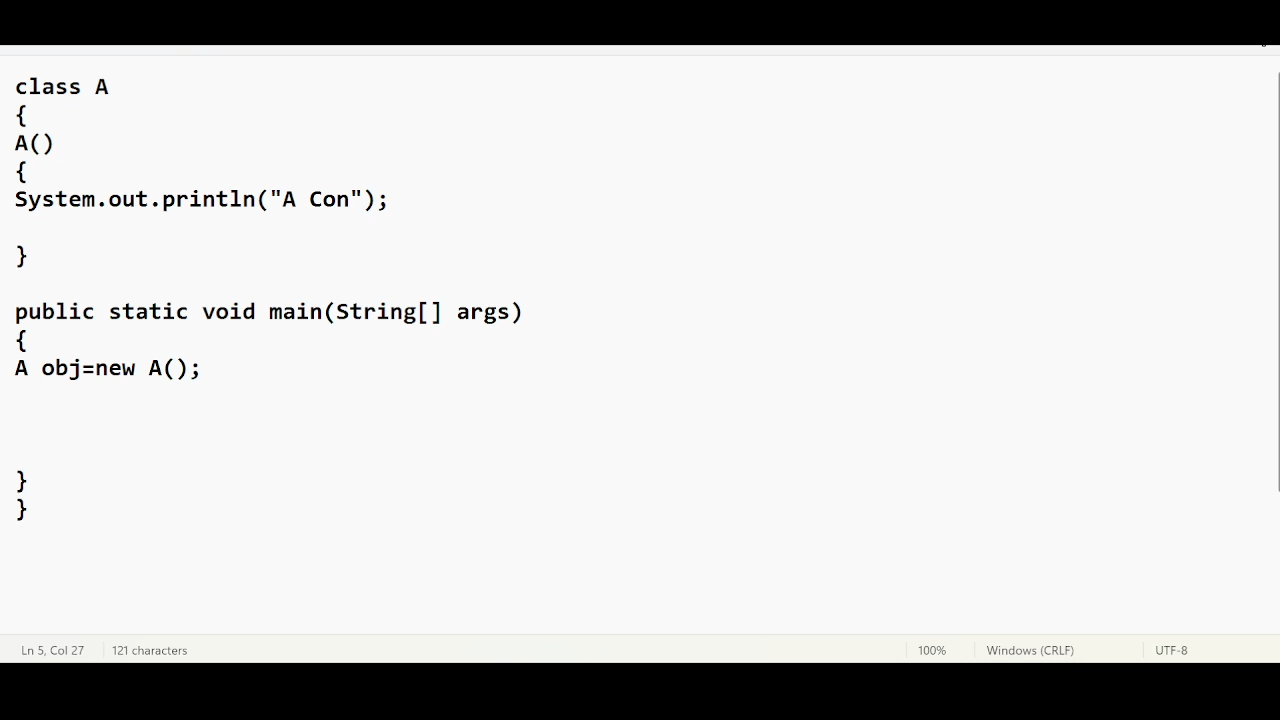 class A
{
A()
{
System.out.println("A Con");
}
public static void main(String[] args)
{
A obj=new A();
}
}
Ln 5, Col 27 121 characters 100% Windows (CRLF) UTF-8